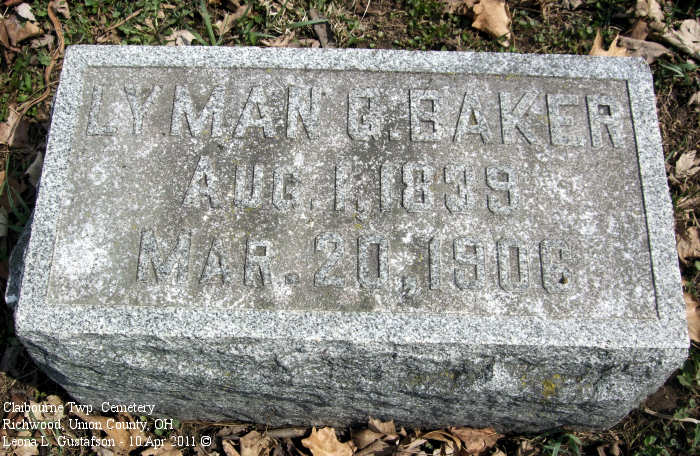 LYMAN G. BAKER
AUG. 1, 1839
MAR. 20, 1906
Claibourne Twp. Cemetery
Richwood, Union County, OH
Leona L. Gustafson - 10 Apr 2011 ©